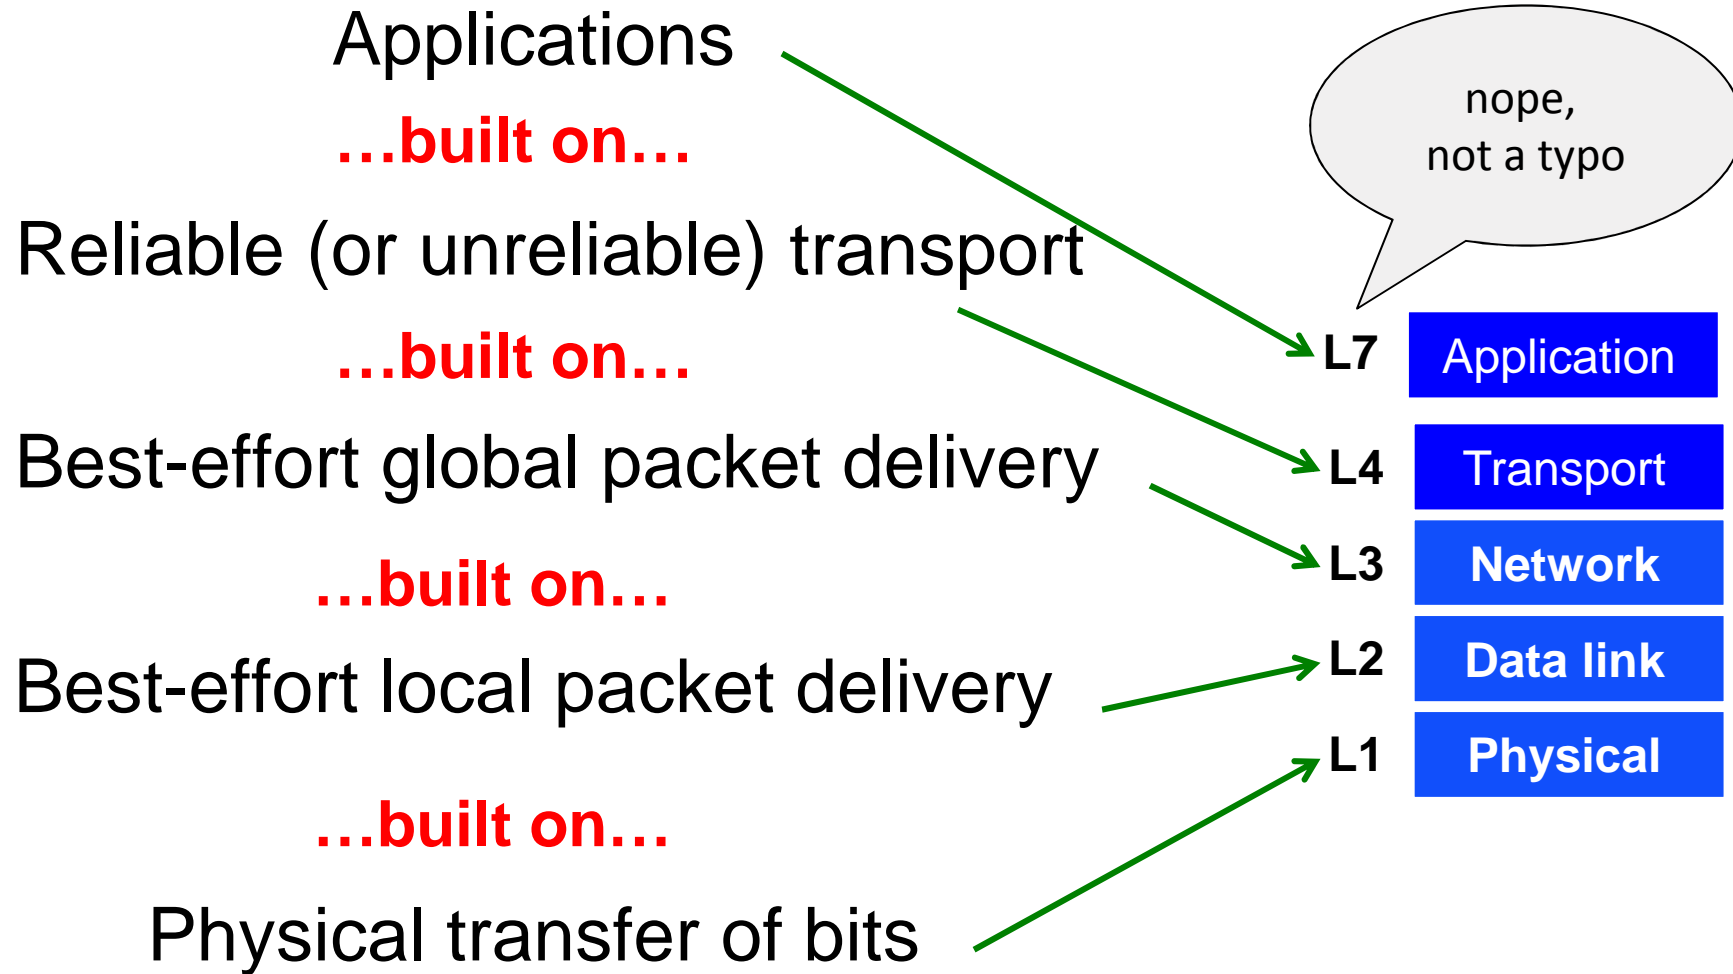 Applications
…built on…
Reliable (or unreliable) transport
…built on…
Best-effort global packet delivery
…built on…
Best-effort local packet delivery
…built on…
Physical transfer of bits
nope,
not a typo
L7 Application
L4 Transport
L3 Network
L2 Data link
L1 Physical